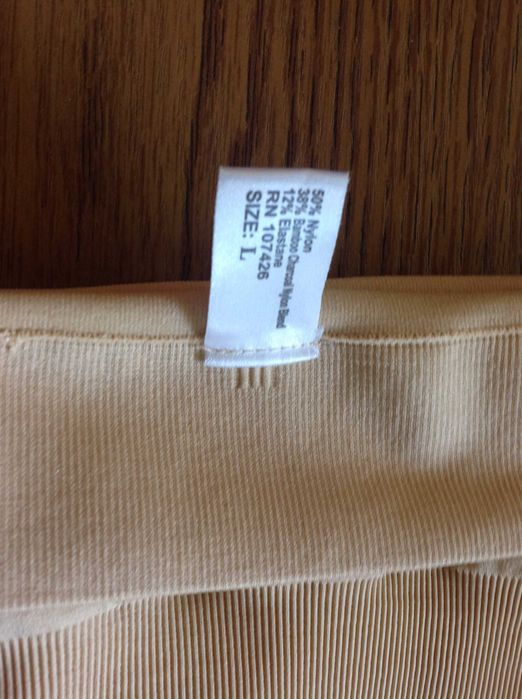 50% Nylon
38% Bamboo Charcoal Nylon Blend
12% Elastane
RN 107426
SIZE: L